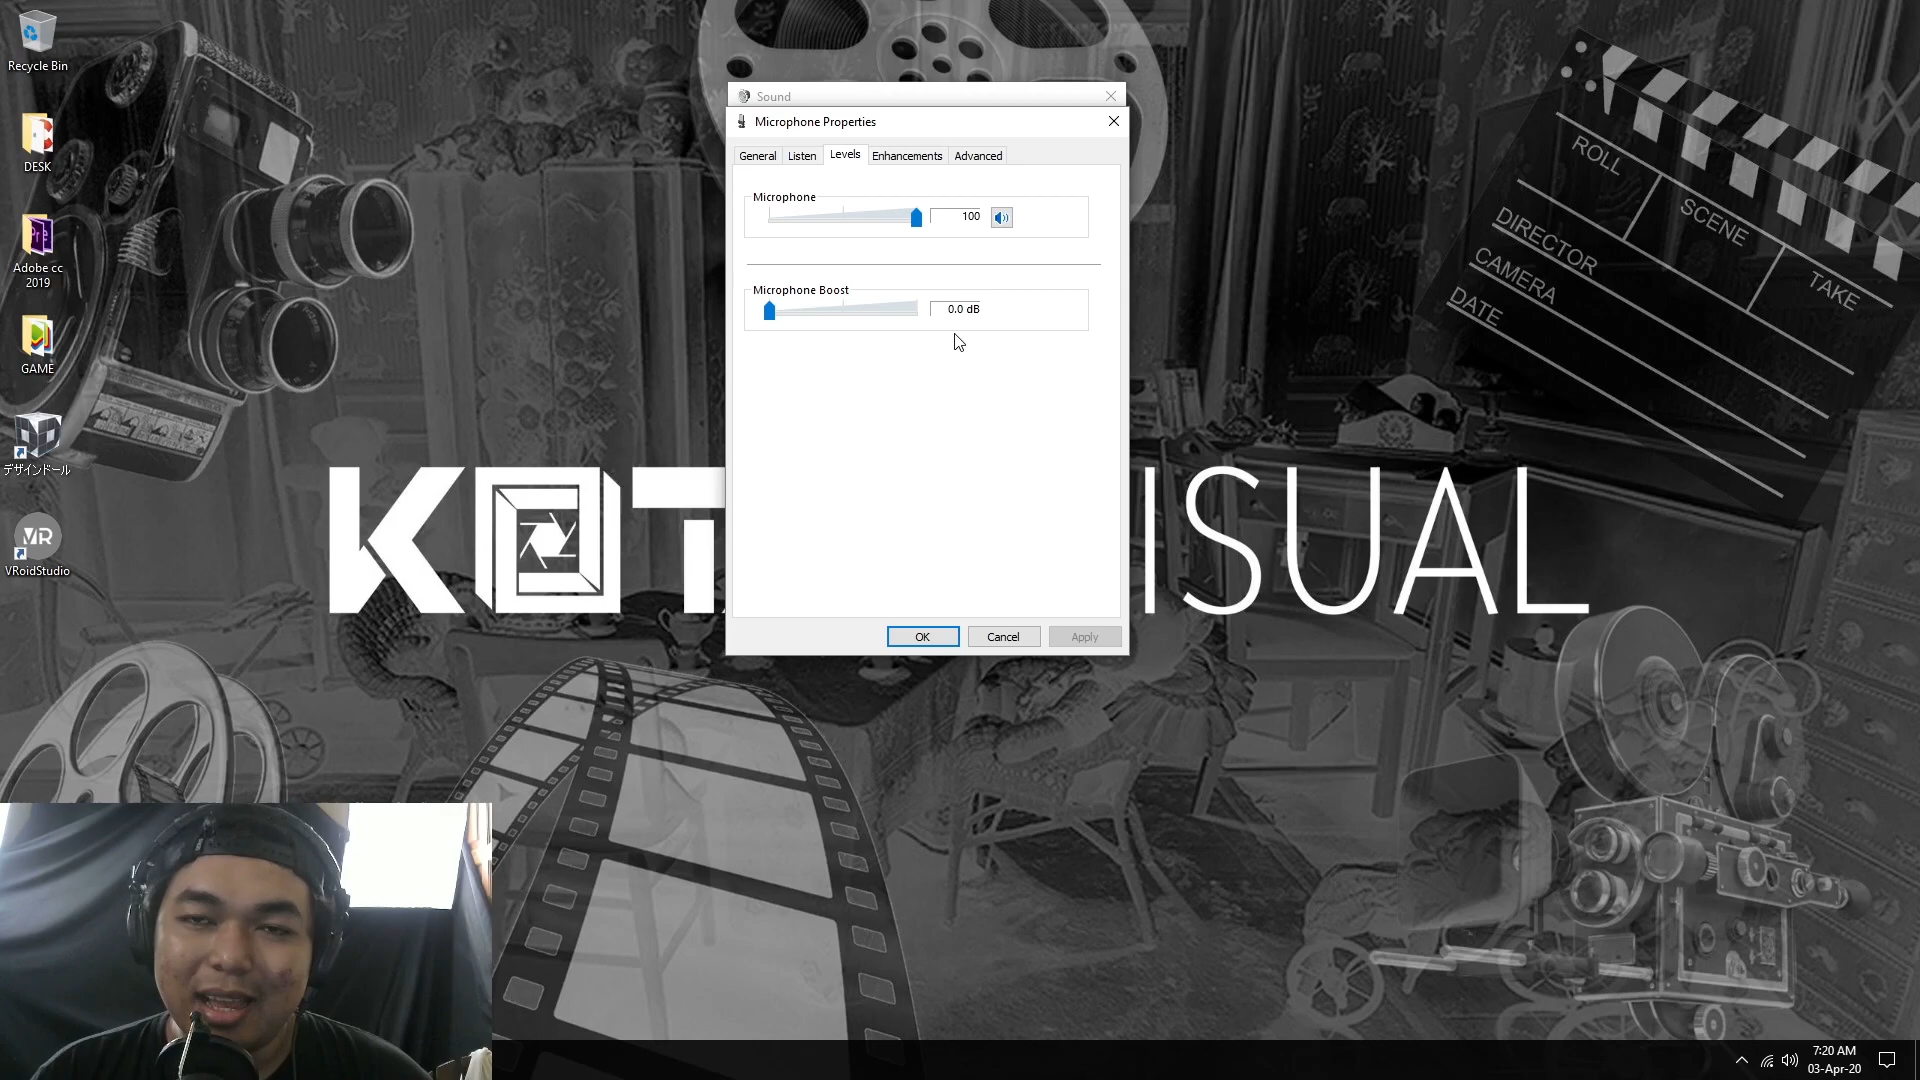 Recycle Bin
DESK
Adobe cc
2019
GAME
デザインドール
VRoidStudio
Sound
Microphone Properties
General
Listen
Levels
Enhancements
Advanced
Microphone
100
Microphone Boost
0.0 dB
OK
Cancel
Apply
ROLL
SCENE
TAKE
DIRECTOR
CAMERA
DATE
KOT
ISUAL
7:20 AM
03-Apr-20